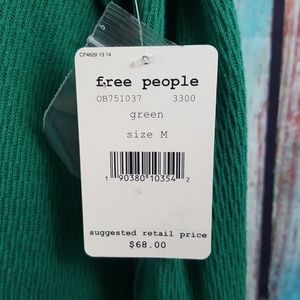 CP4629 13 14
free people
OB751037 3300
green
size M
1 90380 10354 2
suggested retail price
$68.00